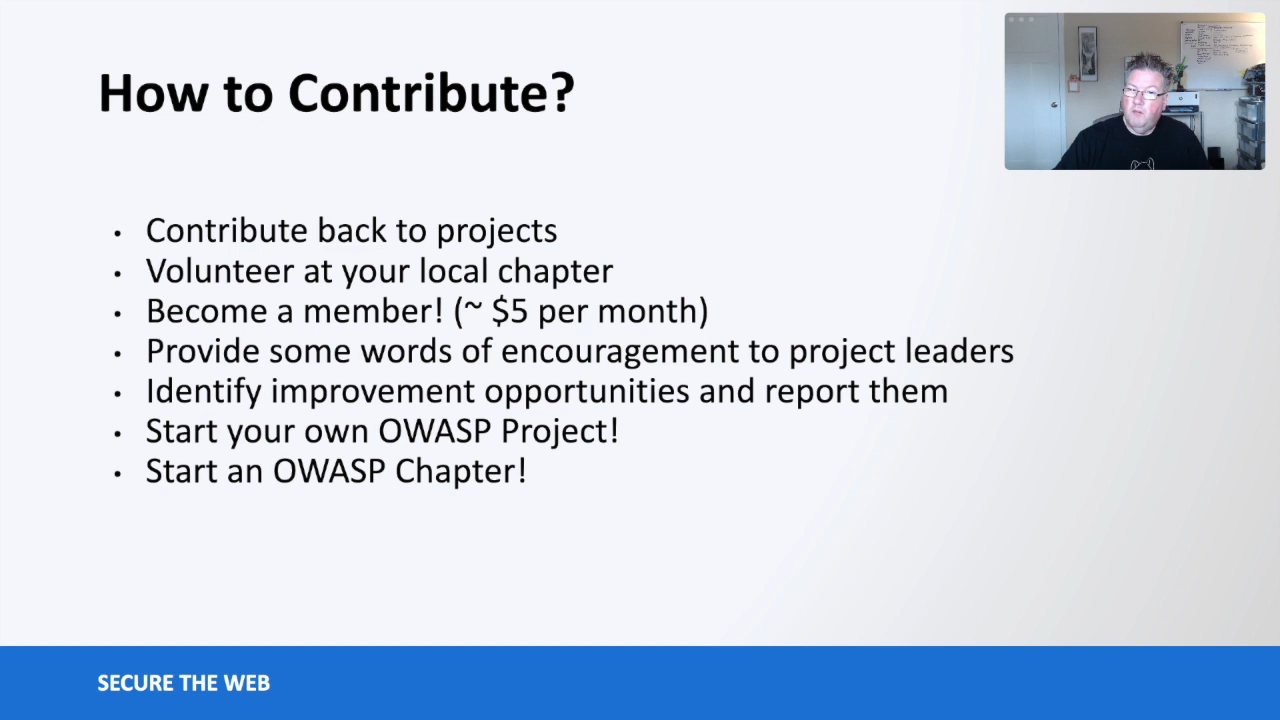 How to Contribute?
• Contribute back to projects
• Volunteer at your local chapter
• Become a member! (~ $5 per month)
• Provide some words of encouragement to project leaders
• Identify improvement opportunities and report them
• Start your own OWASP Project!
• Start an OWASP Chapter!
SECURE THE WEB